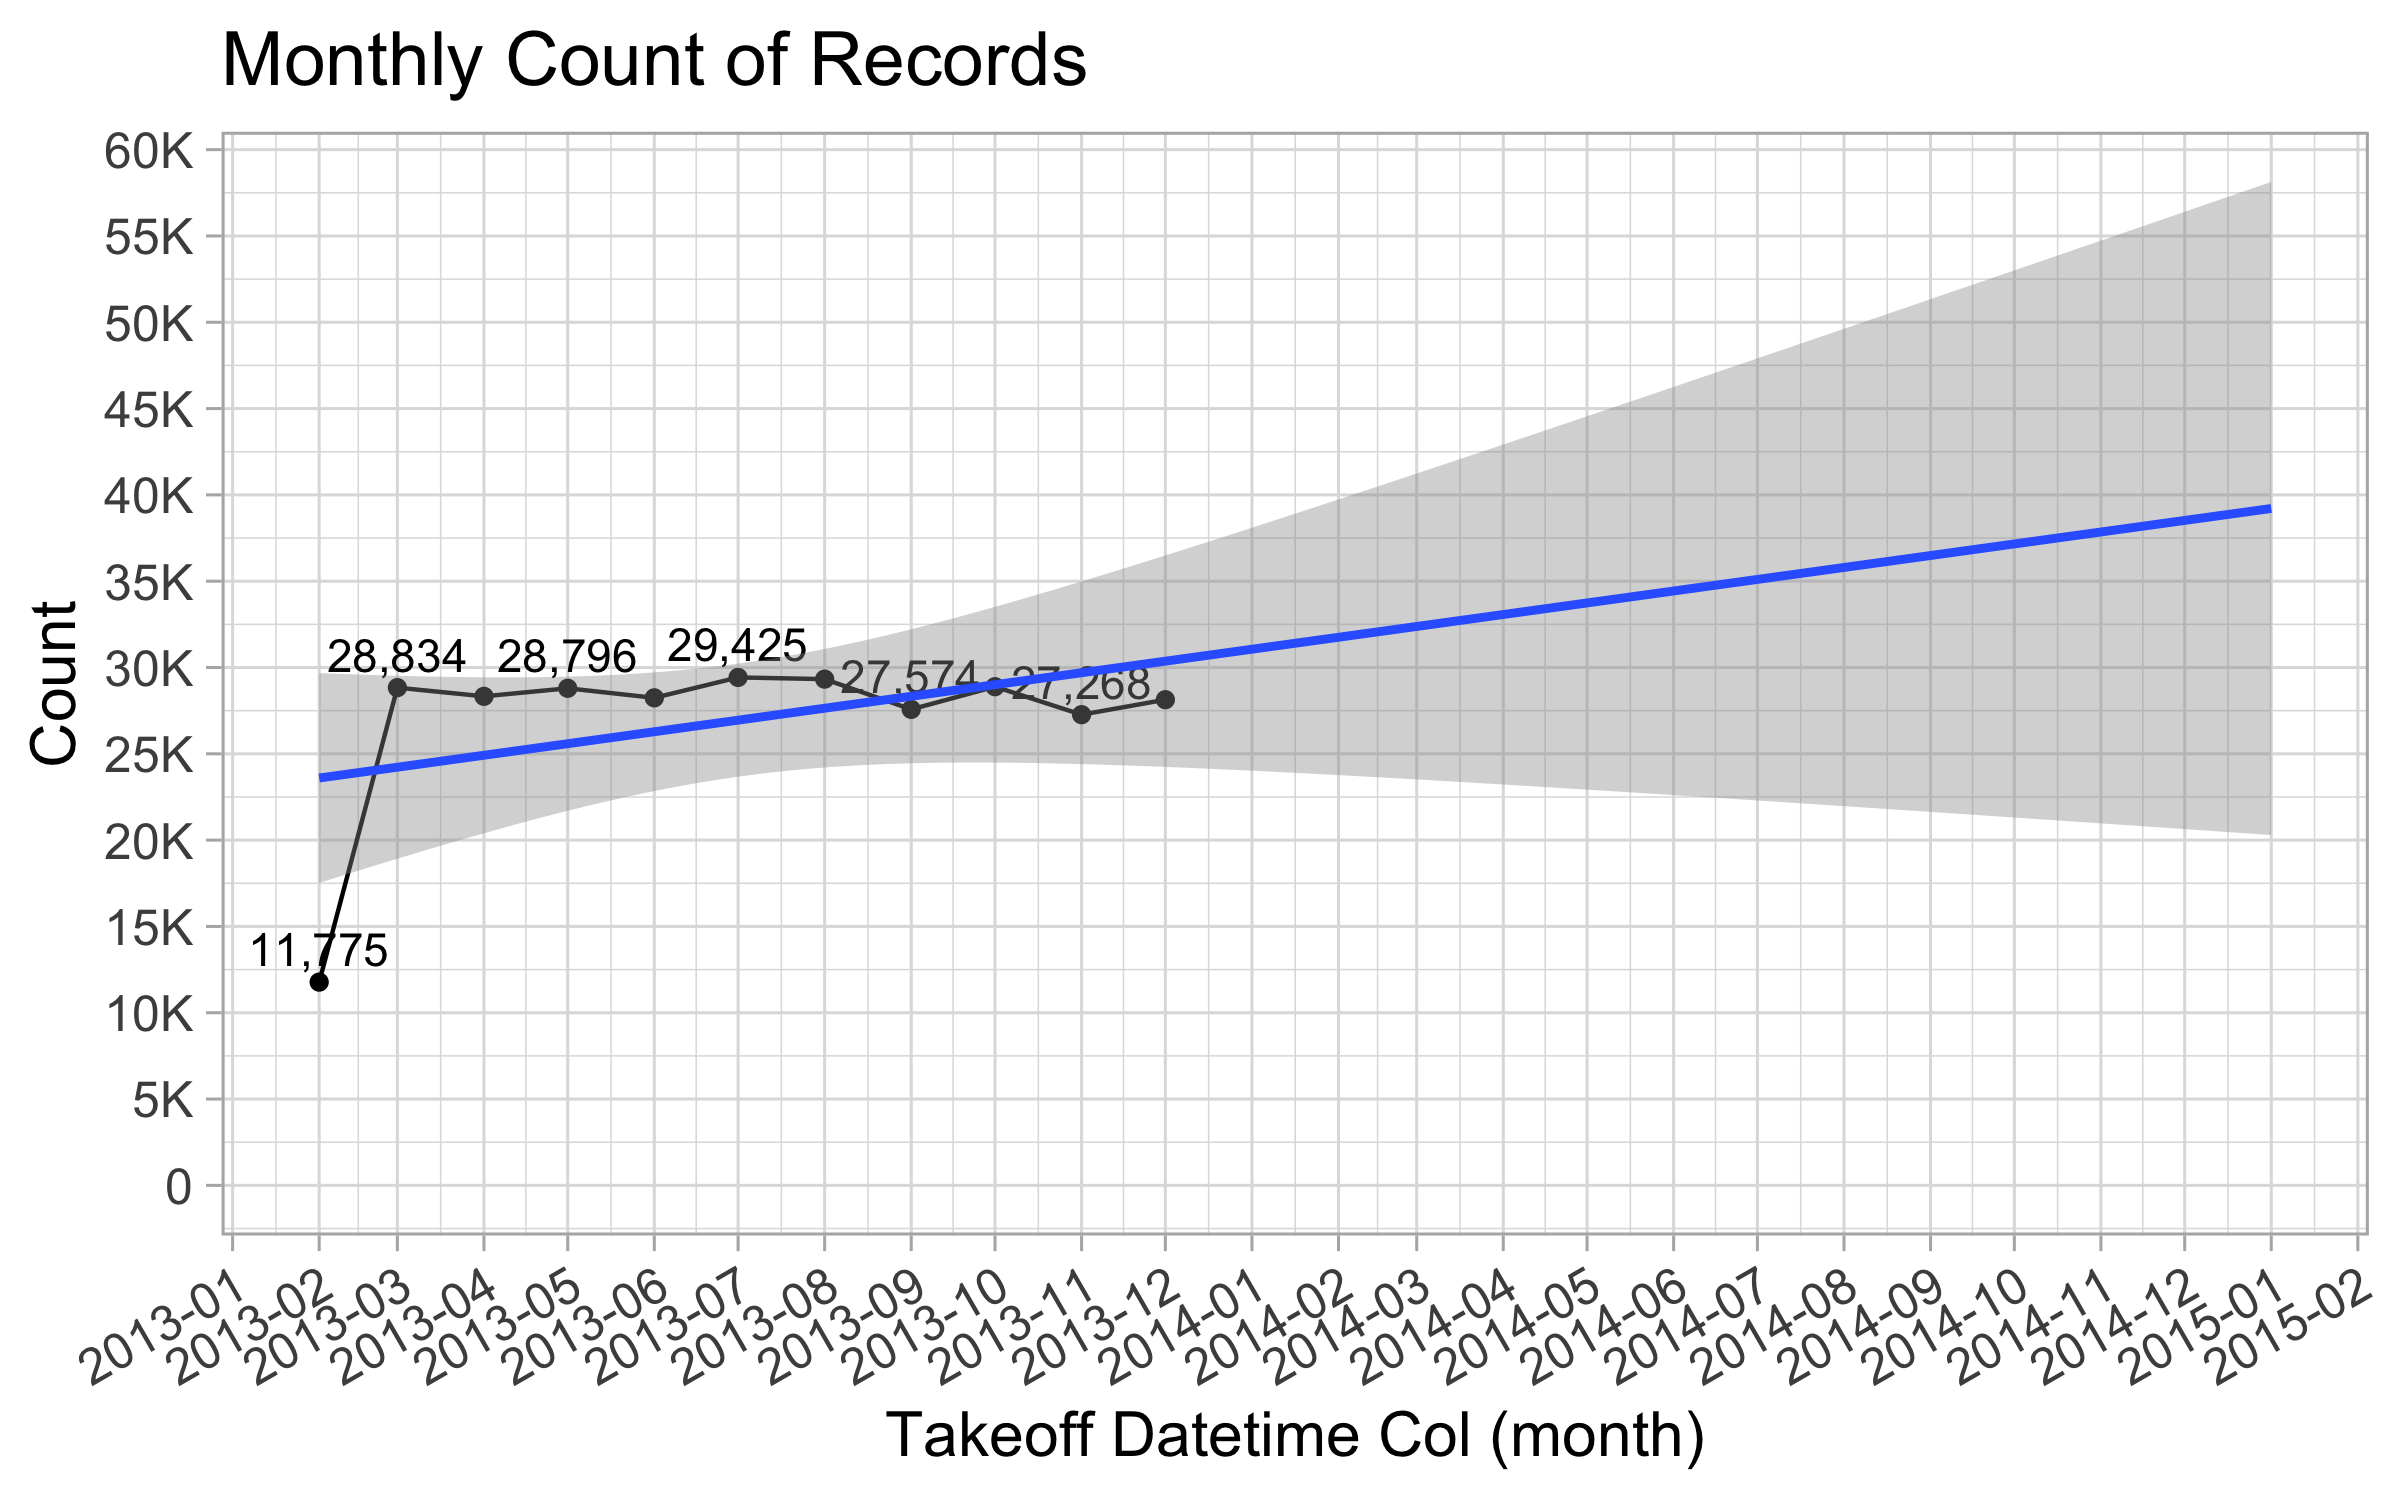 Monthly Count of Records
60K
55K
50K
45K
40K
35K
30K
25K
20K
15K
10K
5K
0
Count
11,775
28,834
28,796
29,425
27,574
27,268
2013-01
2013-02
2013-03
2013-04
2013-05
2013-06
2013-07
2013-08
2013-09
2013-10
2013-11
2013-12
2014-01
2014-02
2014-03
2014-04
2014-05
2014-06
2014-07
2014-08
2014-09
2014-10
2014-11
2014-12
2015-01
2015-02
Takeoff Datetime Col (month)